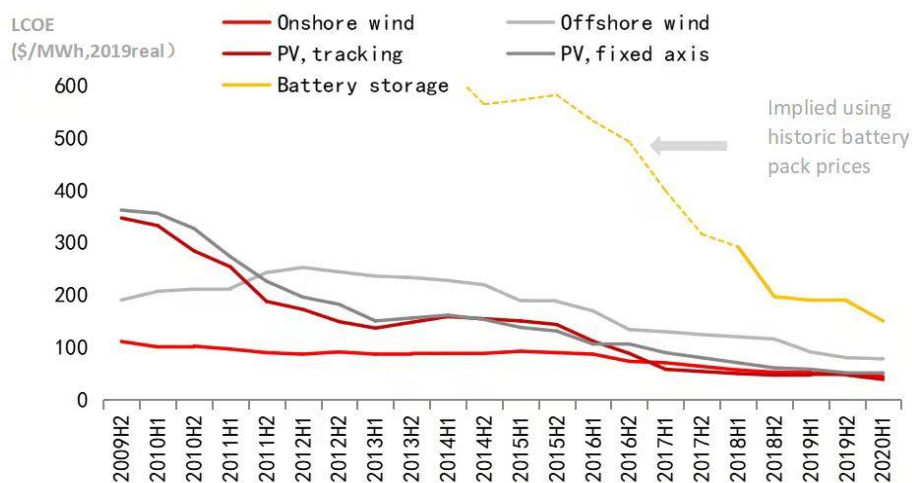 LCOE
($/MWh,2019real）
Onshore wind
Offshore wind
PV,tracking
PV,fixed axis
Battery storage
600
500
400
300
200
100
0
Implied using
historic battery
pack prices
2009H2
2010H1
2010H2
2011H1
2011H2
2012H1
2012H2
2013H1
2013H2
2014H1
2014H2
2015H1
2015H2
2016H1
2016H2
2017H1
2017H2
2018H1
2018H2
2019H1
2019H2
2020H1